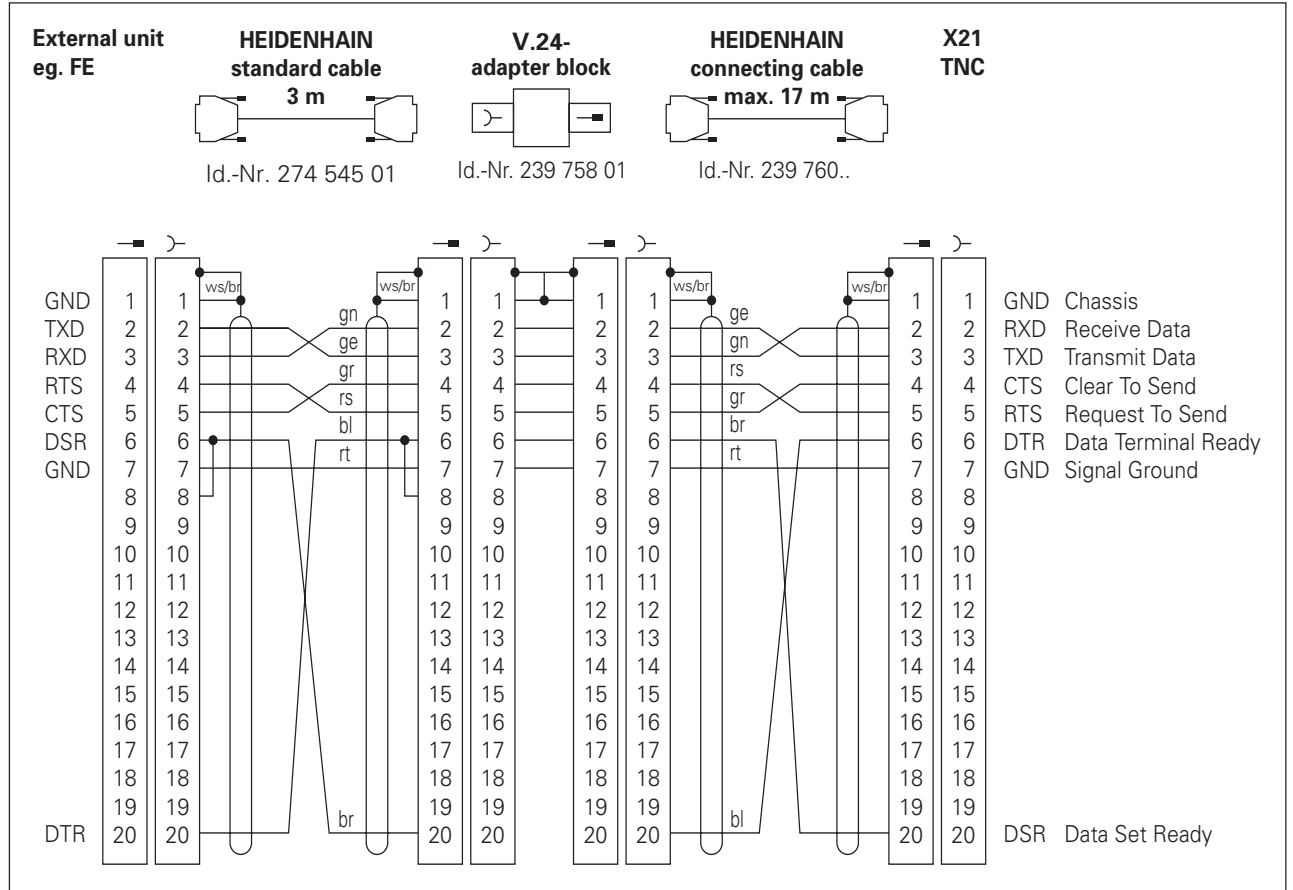 External unit
eg. FE
HEIDENHAIN
standard cable
3 m
V.24-
adapter block
HEIDENHAIN
connecting cable
max. 17 m
X21
TNC
Id.-Nr. 274 545 01
Id.-Nr. 239 758 01
Id.-Nr. 239 760..
ws/br ws/br ws/br ws/br
GND 1 1 1 1 1 1 1 1 GND Chassis
gn ge
TXD 2 2 2 2 2 2 2 2 RXD Receive Data
ge gn
RXD 3 3 3 3 3 3 3 3 TXD Transmit Data
gr rs
RTS 4 4 4 4 4 4 4 4 CTS Clear To Send
rs gr
CTS 5 5 5 5 5 5 5 5 RTS Request To Send
bl br
DSR 6 6 6 6 6 6 6 6 DTR Data Terminal Ready
rt rt
GND 7 7 7 7 7 7 7 7 GND Signal Ground
8 8 8 8 8 8 8 8
9 9 9 9 9 9 9 9
10 10 10 10 10 10 10 10
11 11 11 11 11 11 11 11
12 12 12 12 12 12 12 12
13 13 13 13 13 13 13 13
14 14 14 14 14 14 14 14
15 15 15 15 15 15 15 15
16 16 16 16 16 16 16 16
17 17 17 17 17 17 17 17
18 18 18 18 18 18 18 18
19 19 19 19 19 19 19 19
br bl
DTR 20 20 20 20 20 20 20 20 DSR Data Set Ready